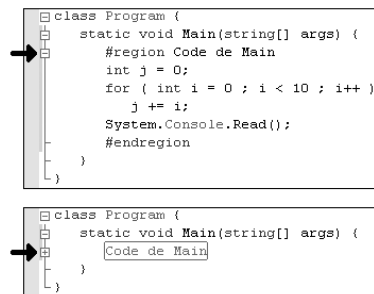 class Program {
static void Main(string[] args) {
#region Code de Main
int j = 0;
for ( int i = 0 ; i < 10 ; i++ )
j += i;
System.Console.Read();
#endregion
}
}
class Program {
static void Main(string[] args) {
Code de Main
}
}